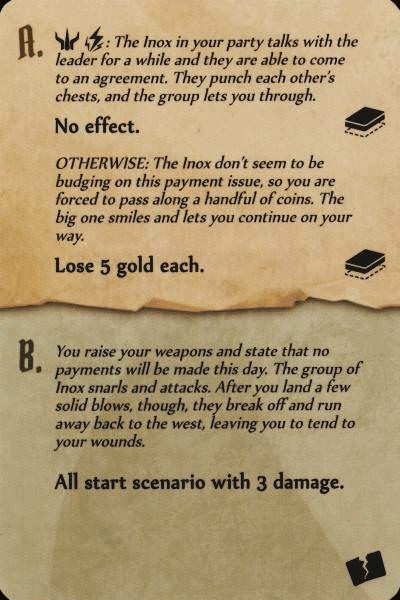 A. : The Inox in your party talks with the
leader for a while and they are able to come
to an agreement. They punch each other's
chests, and the group lets you through.
No effect.
OTHERWISE: The Inox don't seem to be
budging on this payment issue, so you are
forced to pass along a handful of coins. The
big one smiles and lets you continue on your
way.
Lose 5 gold each.
B. You raise your weapons and state that no
payments will be made this day. The group of
Inox snarls and attacks. After you land a few
solid blows, though, they break off and run
away back to the west, leaving you to tend to
your wounds.
All start scenario with 3 damage.